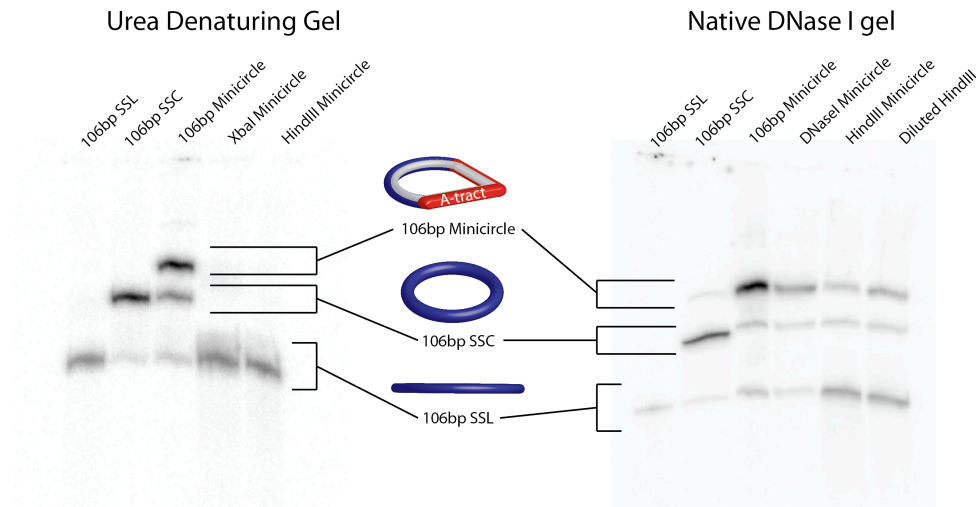 Urea Denaturing Gel
Native DNase I gel
106bp SSL
106bp SSC
106bp Minicircle
XbaI Minicircle
HindIII Minicircle
106bp SSL
106bp SSC
106bp Minicircle
DNaseI Minicircle
HindIII Minicircle
Diluted HindIII
A-tract
106bp Minicircle
106bp SSC
106bp SSL